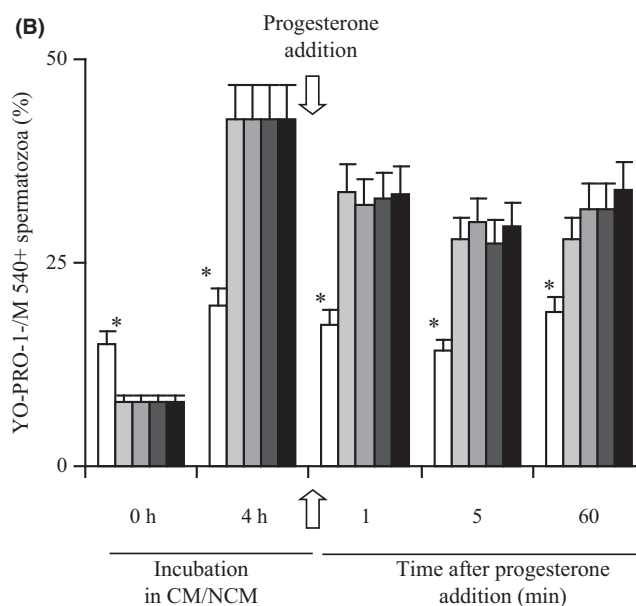 (B)
Progesterone
addition
50
25
0
YO-PRO-1-/M 540+ spermatozoa (%)
*
*
*
*
*
0 h
4 h
1
5
60
Incubation
in CM/NCM
Time after progesterone
addition (min)